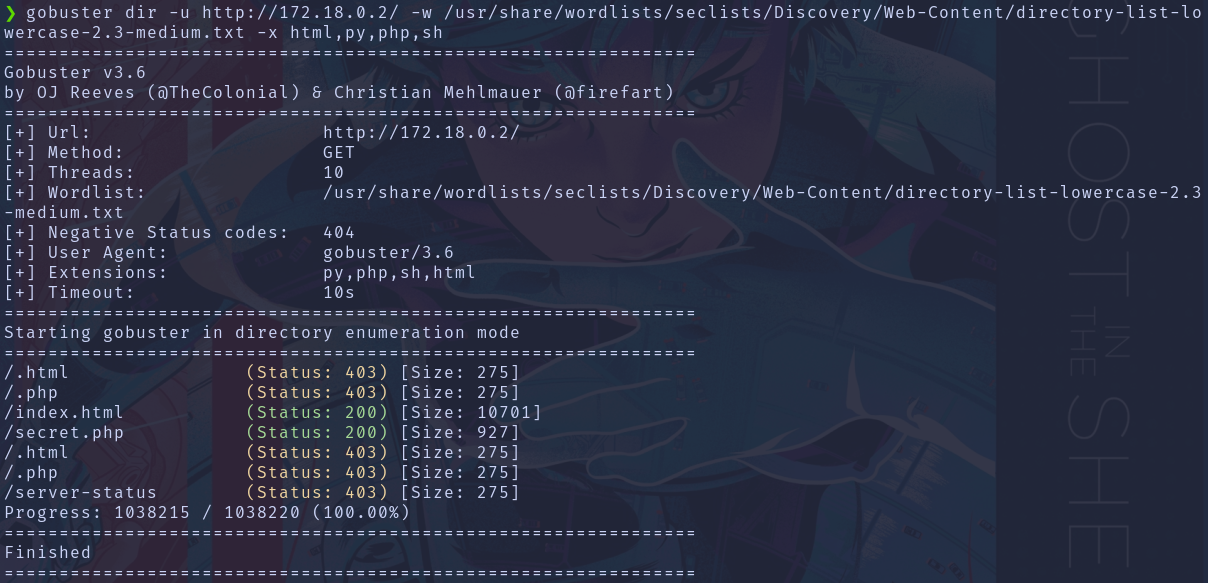 ❯ gobuster dir -u http://172.18.0.2/ -w /usr/share/wordlists/seclists/Discovery/Web-Content/directory-list-lo
wercase-2.3-medium.txt -x html,py,php,sh
===============================================================
Gobuster v3.6
by OJ Reeves (@TheColonial) & Christian Mehlmauer (@firefart)
===============================================================
[+] Url:                     http://172.18.0.2/
[+] Method:                  GET
[+] Threads:                 10
[+] Wordlist:                /usr/share/wordlists/seclists/Discovery/Web-Content/directory-list-lowercase-2.3
-medium.txt
[+] Negative Status codes:   404
[+] User Agent:              gobuster/3.6
[+] Extensions:              py,php,sh,html
[+] Timeout:                 10s
===============================================================
Starting gobuster in directory enumeration mode
===============================================================
/.html                (Status: 403) [Size: 275]
/.php                 (Status: 403) [Size: 275]
/index.html           (Status: 200) [Size: 10701]
/secret.php           (Status: 200) [Size: 927]
/.html                (Status: 403) [Size: 275]
/.php                 (Status: 403) [Size: 275]
/server-status        (Status: 403) [Size: 275]
Progress: 1038215 / 1038220 (100.00%)
===============================================================
Finished
===============================================================
GHOST IN THE SHE